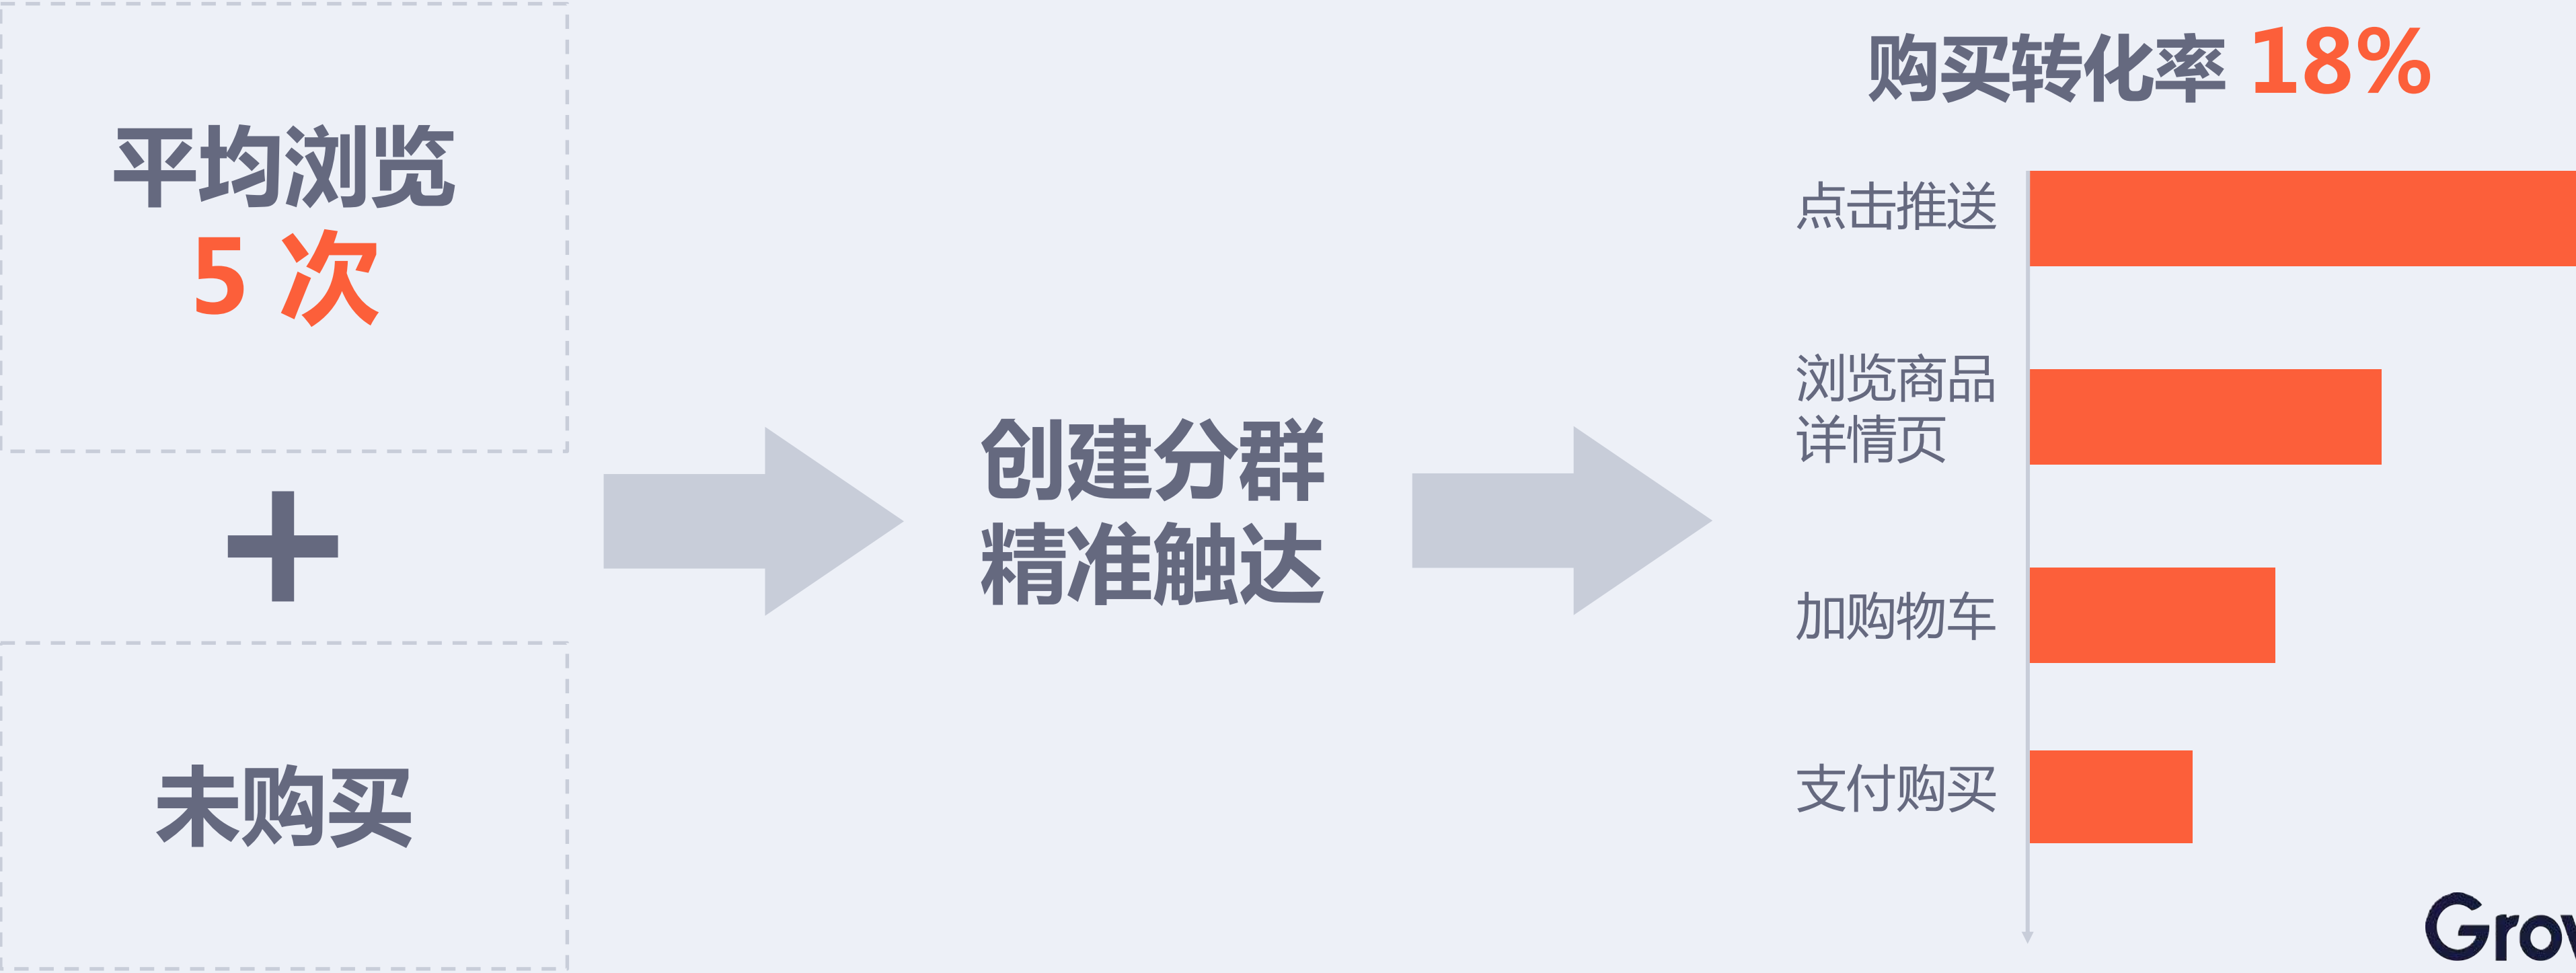 平均浏览
5 次
+
未购买
创建分群
精准触达
购买转化率 18%
点击推送
浏览商品
详情页
加购物车
支付购买